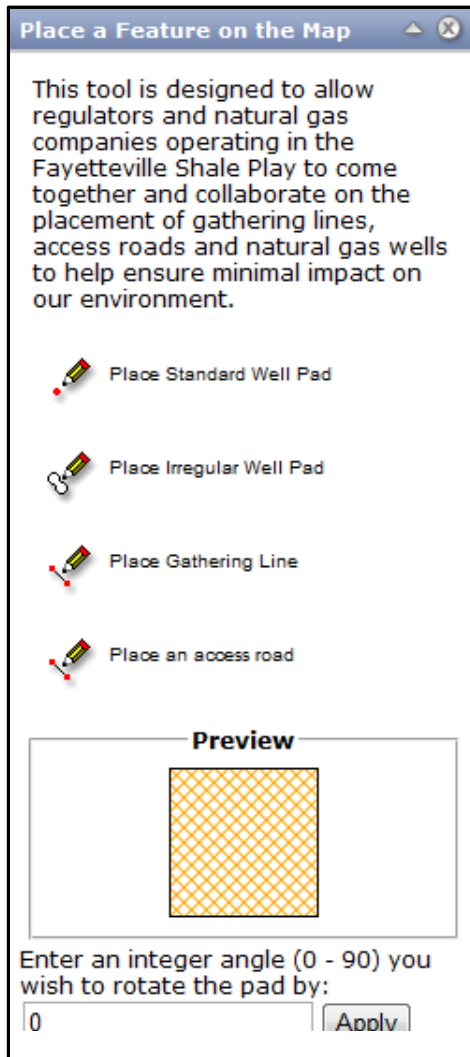 Place a Feature on the Map
This tool is designed to allow
regulators and natural gas
companies operating in the
Fayetteville Shale Play to come
together and collaborate on the
placement of gathering lines,
access roads and natural gas wells
to help ensure minimal impact on
our environment.
Place Standard Well Pad
Place Irregular Well Pad
Place Gathering Line
Place an access road
Preview
Enter an integer angle (0 - 90) you
wish to rotate the pad by:
0 Apply